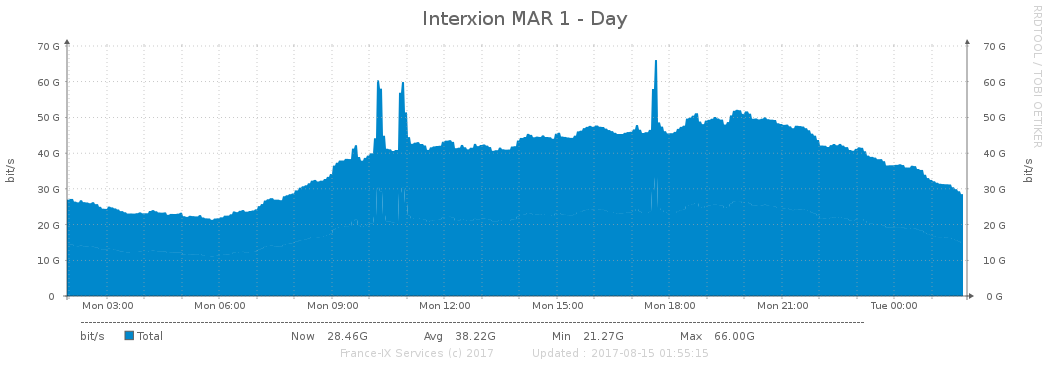 Interxion MAR 1 - Day
RRDTOOL / TOBI OETIKER
70 G 70 G
60 G 60 G
50 G 50 G
40 G 40 G
30 G 30 G
20 G 20 G
10 G 10 G
0 0 G
bit/s bit/s
Mon 03:00 Mon 06:00 Mon 09:00 Mon 12:00 Mon 15:00 Mon 18:00 Mon 21:00 Tue 00:00
bit/s Total Now 28.46G Avg 38.22G Min 21.27G Max 66.00G
France-IX Services (c) 2017 Updated : 2017-08-15 01:55:15